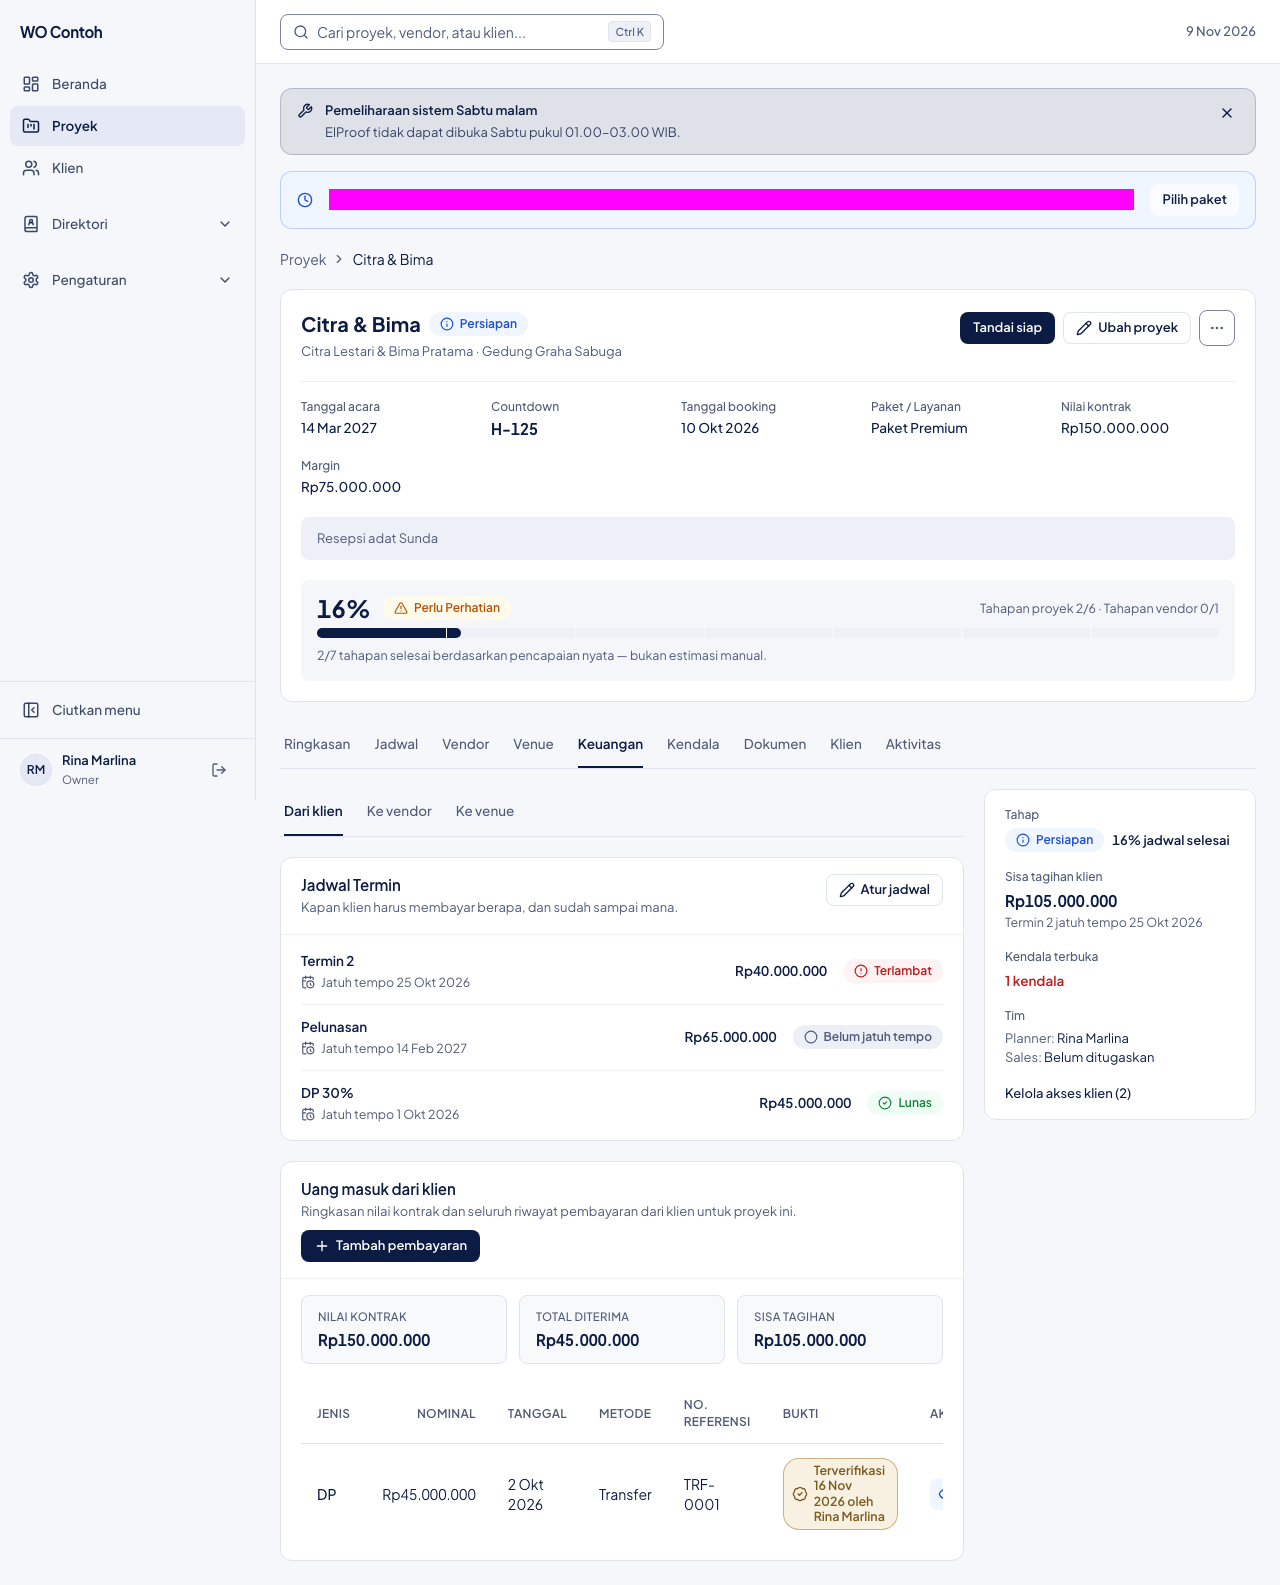 WO Contoh
Cari proyek, vendor, atau klien...
Ctrl K
9 Nov 2026
Beranda
Proyek
Klien
Direktori
Pengaturan
Ciutkan menu
RM
Rina Marlina
Owner
Pemeliharaan sistem Sabtu malam
ElProof tidak dapat dibuka Sabtu pukul 01.00–03.00 WIB.
Pilih paket
Proyek
Citra & Bima
Citra & Bima
Persiapan
Citra Lestari & Bima Pratama · Gedung Graha Sabuga
Tandai siap
Ubah proyek
Tanggal acara
14 Mar 2027
Countdown
H-125
Tanggal booking
10 Okt 2026
Paket / Layanan
Paket Premium
Nilai kontrak
Rp150.000.000
Margin
Rp75.000.000
Resepsi adat Sunda
16%
Perlu Perhatian
Tahapan proyek 2/6 · Tahapan vendor 0/1
2/7 tahapan selesai berdasarkan pencapaian nyata — bukan estimasi manual.
Ringkasan
Jadwal
Vendor
Venue
Keuangan
Kendala
Dokumen
Klien
Aktivitas
Dari klien
Ke vendor
Ke venue
Jadwal Termin
Kapan klien harus membayar berapa, dan sudah sampai mana.
Atur jadwal
Termin 2
Jatuh tempo 25 Okt 2026
Rp40.000.000
Terlambat
Pelunasan
Jatuh tempo 14 Feb 2027
Rp65.000.000
Belum jatuh tempo
DP 30%
Jatuh tempo 1 Okt 2026
Rp45.000.000
Lunas
Tahap
Persiapan
16% jadwal selesai
Sisa tagihan klien
Rp105.000.000
Termin 2 jatuh tempo 25 Okt 2026
Kendala terbuka
1 kendala
Tim
Planner: Rina Marlina
Sales: Belum ditugaskan
Kelola akses klien (2)
Uang masuk dari klien
Ringkasan nilai kontrak dan seluruh riwayat pembayaran dari klien untuk proyek ini.
Tambah pembayaran
NILAI KONTRAK
Rp150.000.000
TOTAL DITERIMA
Rp45.000.000
SISA TAGIHAN
Rp105.000.000
JENIS
NOMINAL
TANGGAL
METODE
NO.
REFERENSI
BUKTI
DP
Rp45.000.000
2 Okt
2026
Transfer
TRF-
0001
Terverifikasi
16 Nov
2026 oleh
Rina Marlina